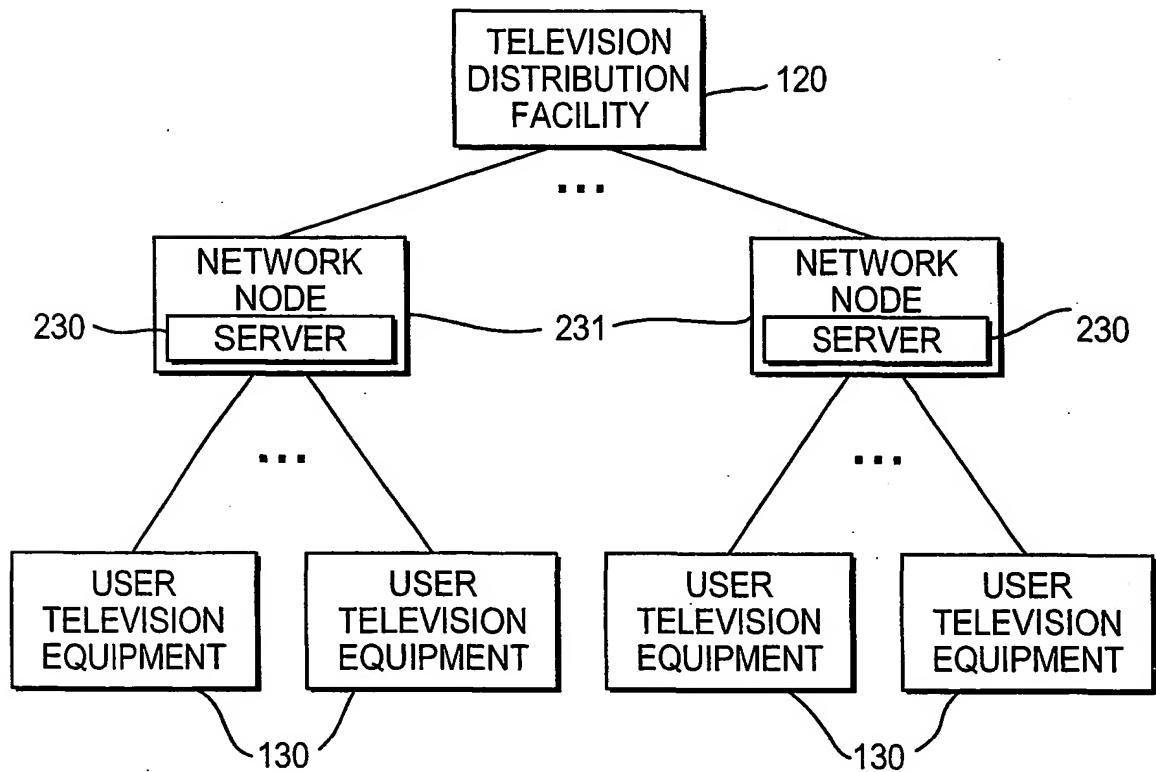 TELEVISION
DISTRIBUTION
FACILITY
120
NETWORK
NODE
SERVER
230
231
NETWORK
NODE
SERVER
230
USER
TELEVISION
EQUIPMENT
USER
TELEVISION
EQUIPMENT
USER
TELEVISION
EQUIPMENT
USER
TELEVISION
EQUIPMENT
130
130